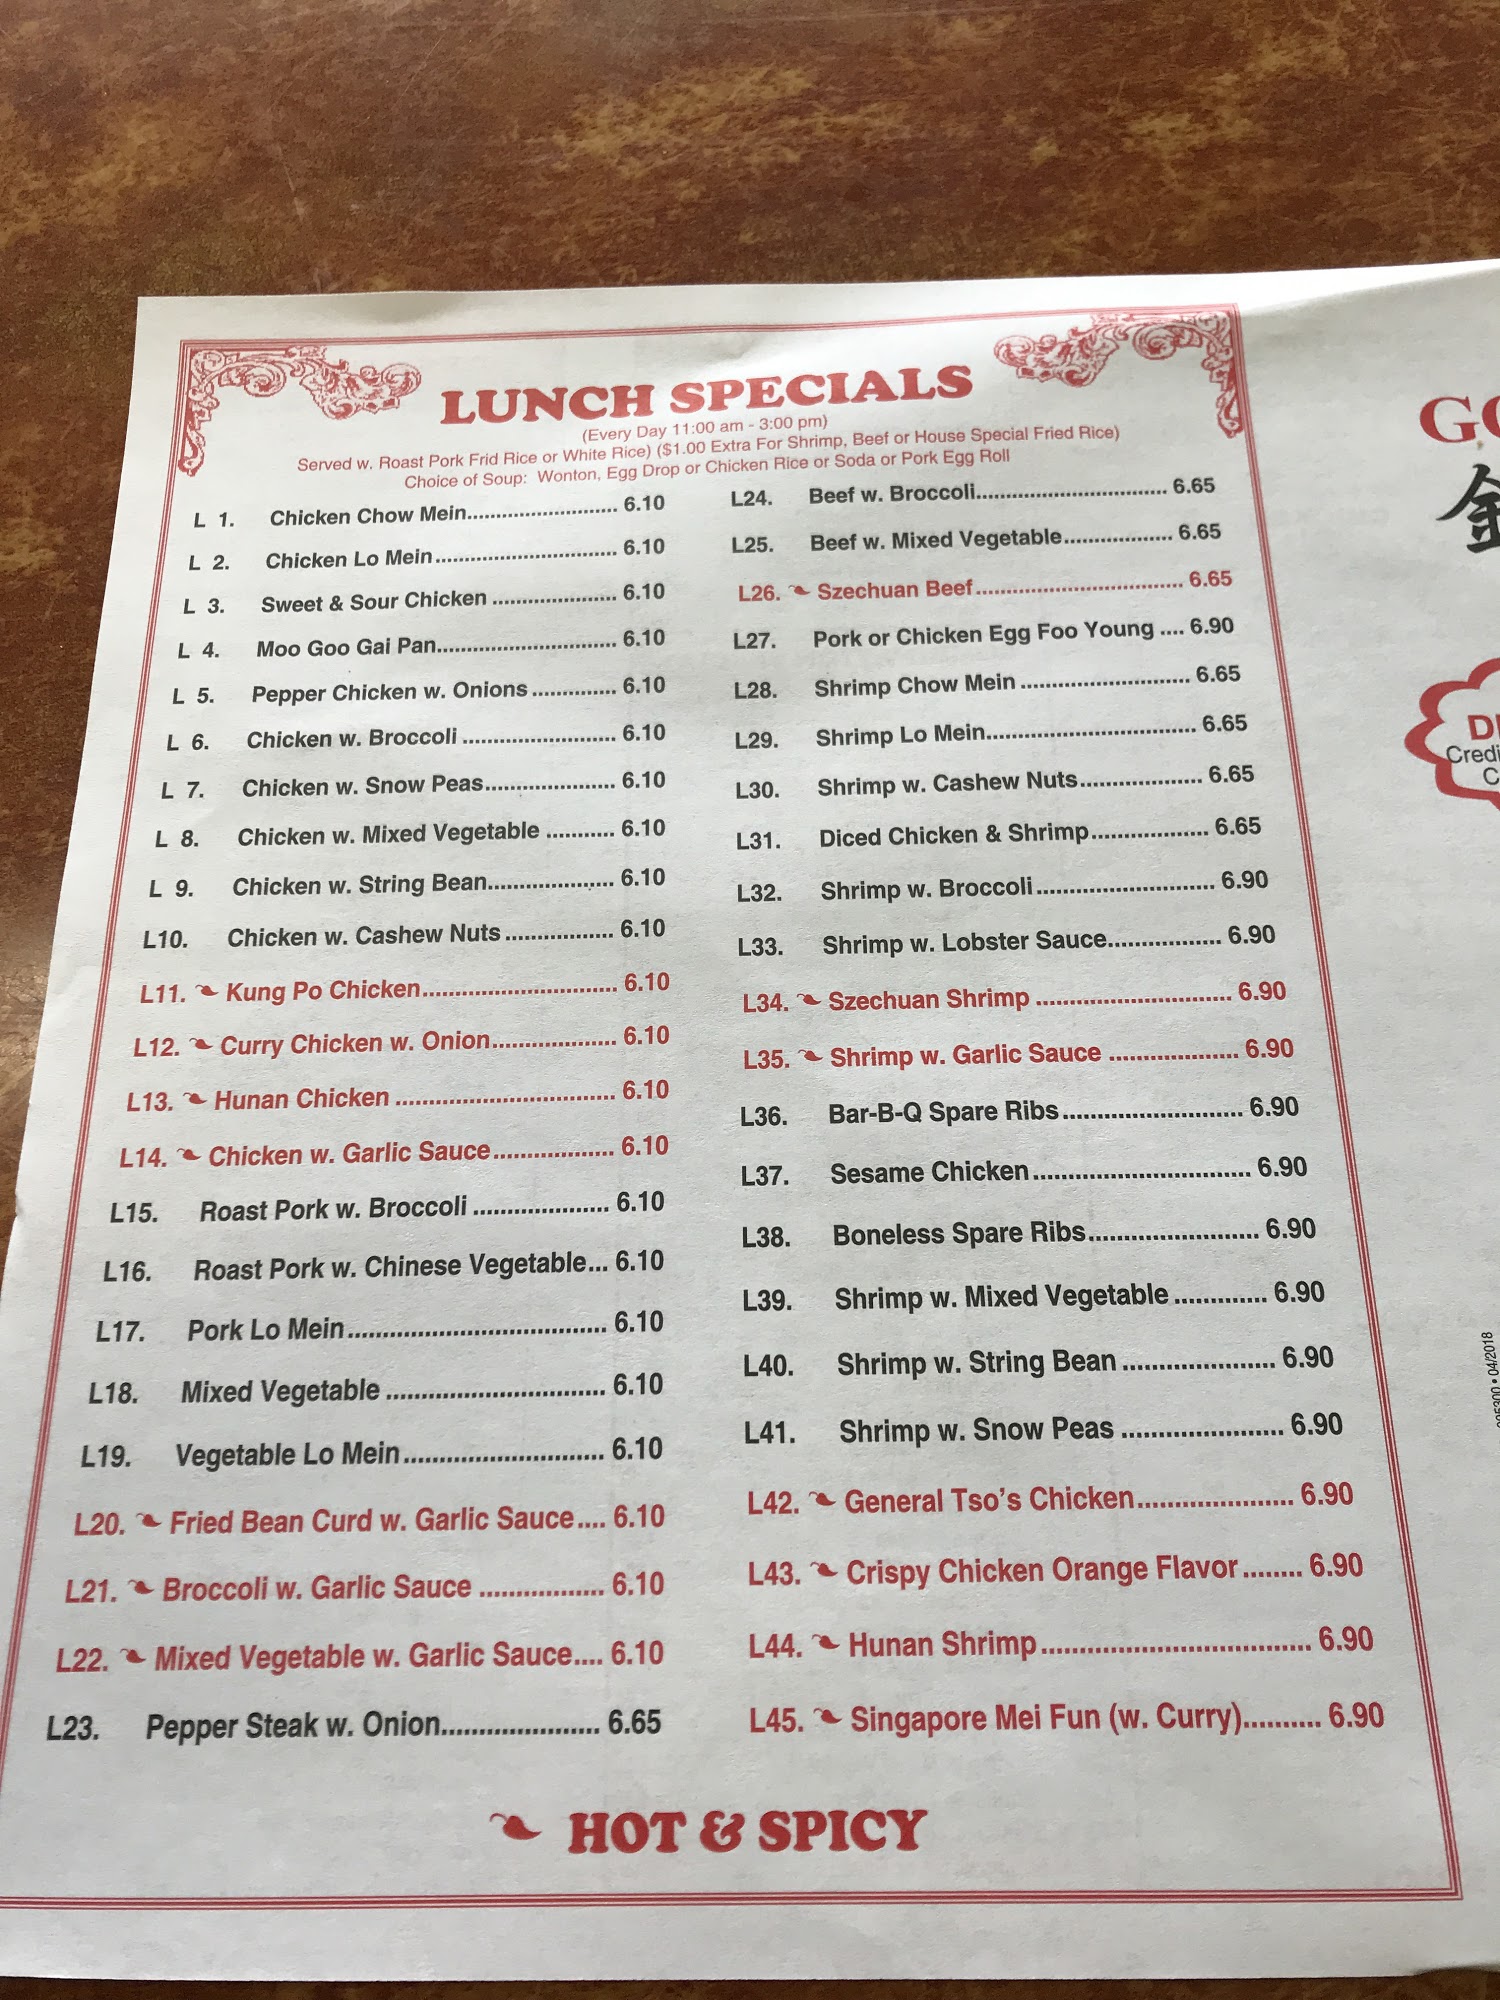 LUNCH SPECIALS
(Every Day 11:00 am - 3:00 pm)
Served w. Roast Pork Frid Rice or White Rice) ($1.00 Extra For Shrimp, Beef or House Special Fried Rice)
Choice of Soup: Wonton, Egg Drop or Chicken Rice or Soda or Pork Egg Roll
L 1. Chicken Chow Mein.......................... 6.10
L 2. Chicken Lo Mein............................... 6.10
L 3. Sweet & Sour Chicken ..................... 6.10
L 4. Moo Goo Gai Pan.............................. 6.10
L 5. Pepper Chicken w. Onions .............. 6.10
L 6. Chicken w. Broccoli .......................... 6.10
L 7. Chicken w. Snow Peas...................... 6.10
L 8. Chicken w. Mixed Vegetable ........... 6.10
L 9. Chicken w. String Bean..................... 6.10
L10. Chicken w. Cashew Nuts................. 6.10
L11. Kung Po Chicken............................... 6.10
L12. Curry Chicken w. Onion.................... 6.10
L13. Hunan Chicken .................................. 6.10
L14. Chicken w. Garlic Sauce................... 6.10
L15. Roast Pork w. Broccoli ..................... 6.10
L16. Roast Pork w. Chinese Vegetable... 6.10
L17. Pork Lo Mein...................................... 6.10
L18. Mixed Vegetable ................................ 6.10
L19. Vegetable Lo Mein............................ 6.10
L20. Fried Bean Curd w. Garlic Sauce.... 6.10
L21. Broccoli w. Garlic Sauce ................. 6.10
L22. Mixed Vegetable w. Garlic Sauce.... 6.10
L23. Pepper Steak w. Onion..................... 6.65
L24. Beef w. Broccoli................................ 6.65
L25. Beef w. Mixed Vegetable.................. 6.65
L26. Szechuan Beef................................... 6.65
L27. Pork or Chicken Egg Foo Young .... 6.90
L28. Shrimp Chow Mein ............................ 6.65
L29. Shrimp Lo Mein................................... 6.65
L30. Shrimp w. Cashew Nuts.................... 6.65
L31. Diced Chicken & Shrimp................... 6.65
L32. Shrimp w. Broccoli............................. 6.90
L33. Shrimp w. Lobster Sauce.................. 6.90
L34. Szechuan Shrimp .............................. 6.90
L35. Shrimp w. Garlic Sauce .................... 6.90
L36. Bar-B-Q Spare Ribs........................... 6.90
L37. Sesame Chicken................................. 6.90
L38. Boneless Spare Ribs.......................... 6.90
L39. Shrimp w. Mixed Vegetable ............. 6.90
L40. Shrimp w. String Bean ..................... 6.90
L41. Shrimp w. Snow Peas ...................... 6.90
L42. General Tso's Chicken...................... 6.90
L43. Crispy Chicken Orange Flavor........ 6.90
L44. Hunan Shrimp.................................... 6.90
L45. Singapore Mei Fun (w. Curry).......... 6.90
HOT & SPICY
04/2018